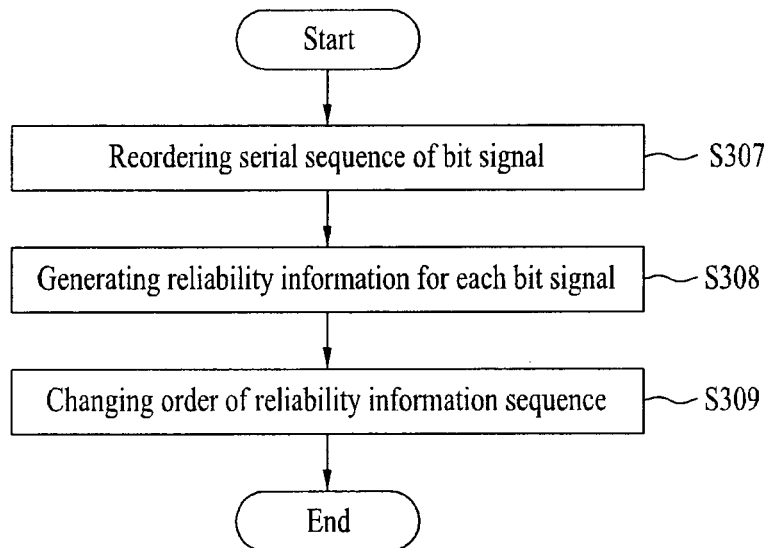 Start
Reordering serial sequence of bit signal
S307
Generating reliability information for each bit signal
S308
Changing order of reliability information sequence
S309
End